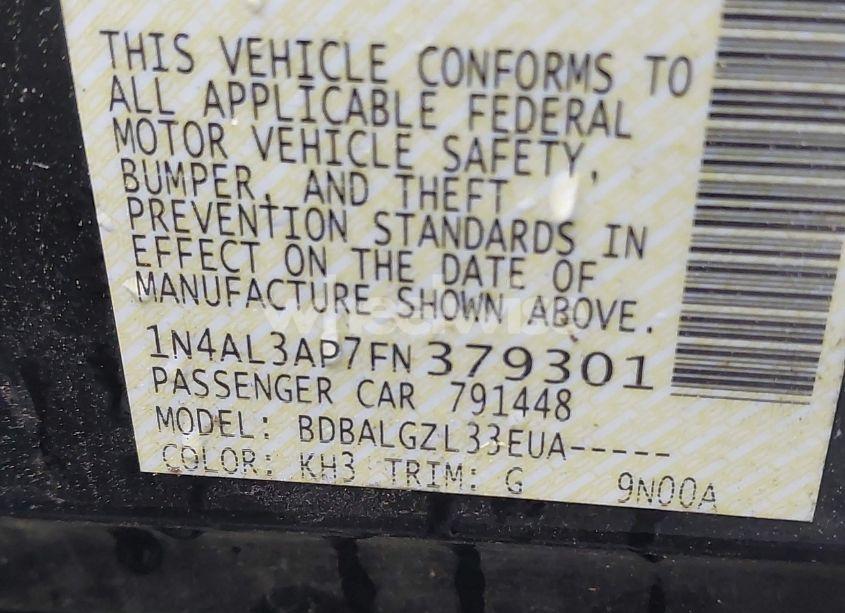 THIS VEHICLE CONFORMS TO
ALL APPLICABLE FEDERAL
MOTOR VEHICLE SAFETY,
BUMPER, AND THEFT
PREVENTION STANDARDS IN
EFFECT ON THE DATE OF
MANUFACTURE SHOWN ABOVE.
1N4AL3AP7FN379301
PASSENGER CAR 791448
MODEL: BDBALGZL33EUA-----
COLOR: KH3 TRIM: G 9N00A